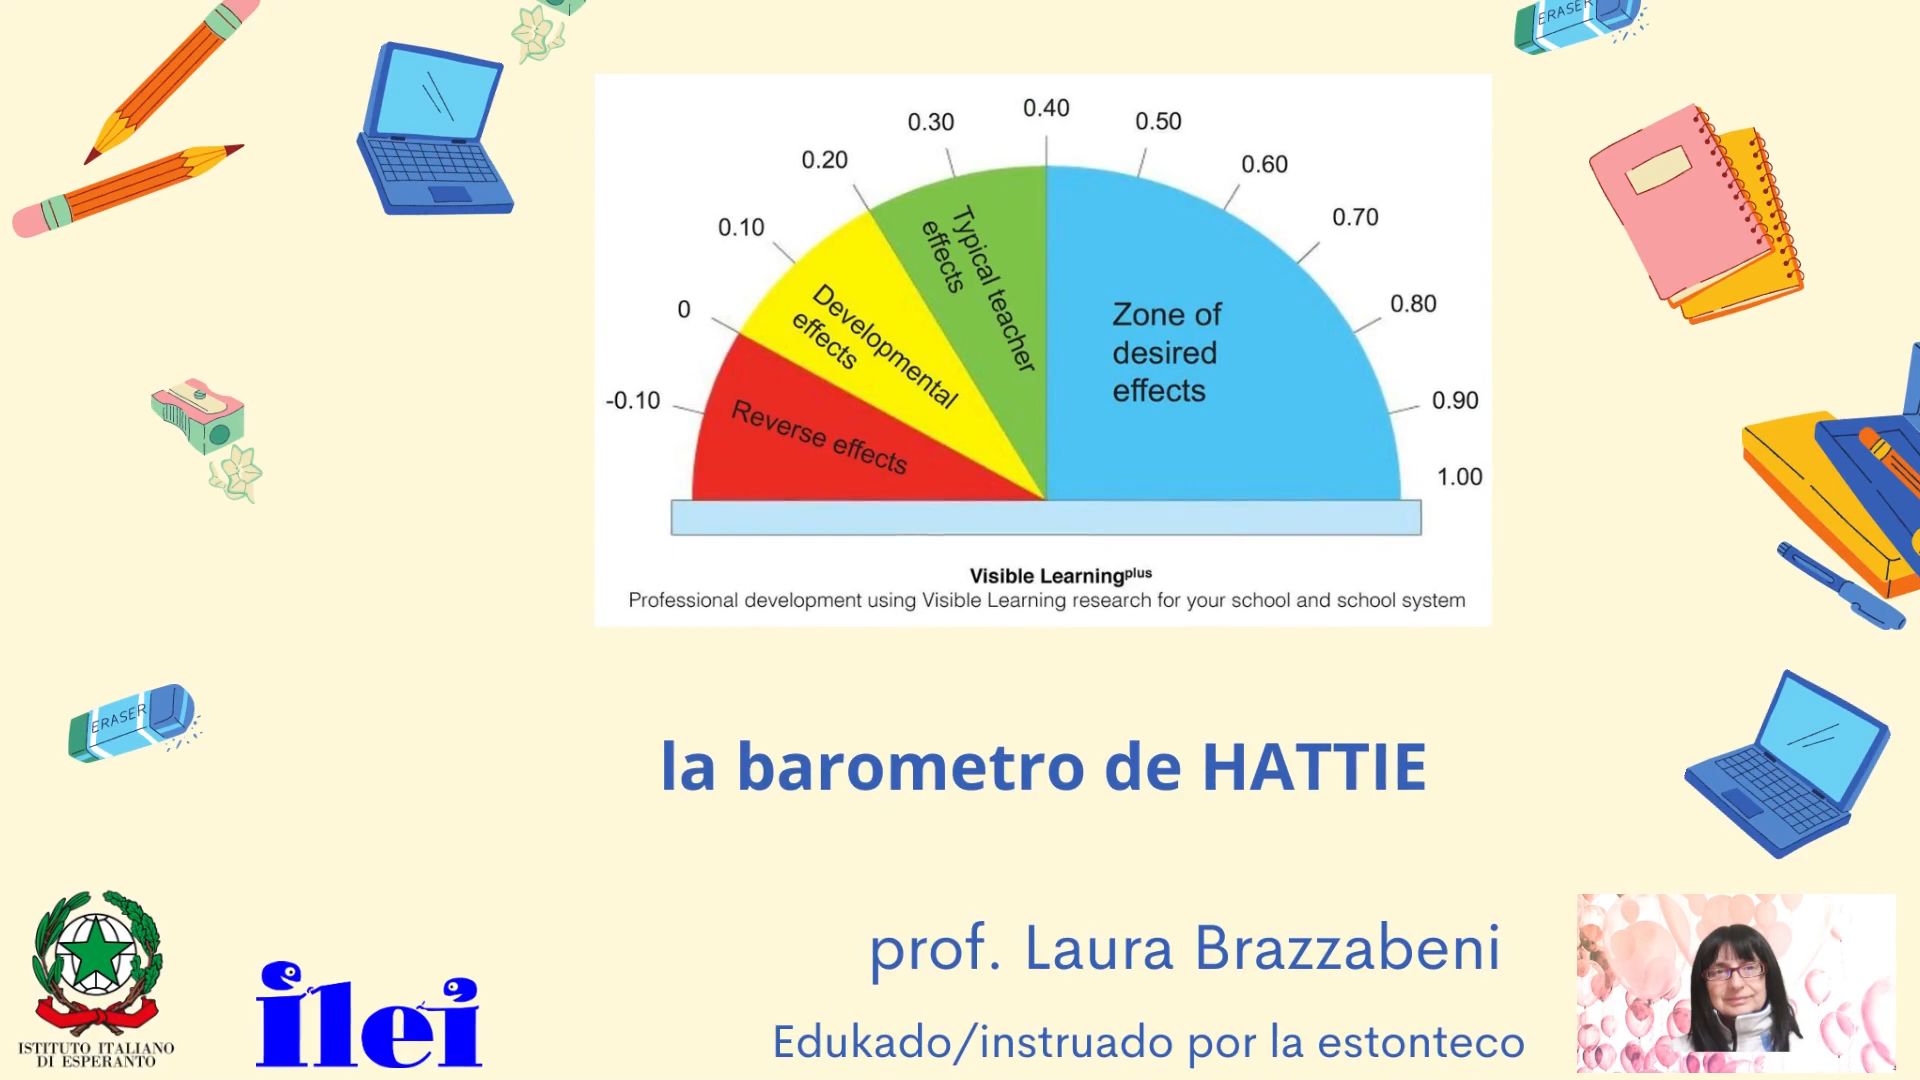 ERASER
0.40
0.30
0.50
0.20
0.60
0.10
0.70
0
0.80
-0.10
0.90
1.00
Typical teacher
effects
Developmental
effects
Reverse effects
Zone of
desired
effects
Visible Learningplus
Professional development using Visible Learning research for your school and school system
ERASER
la barometro de HATTIE
prof. Laura Brazzabeni
Edukado/instruado por la estonteco
ISTITUTO ITALIANO
DI ESPERANTO
ilei